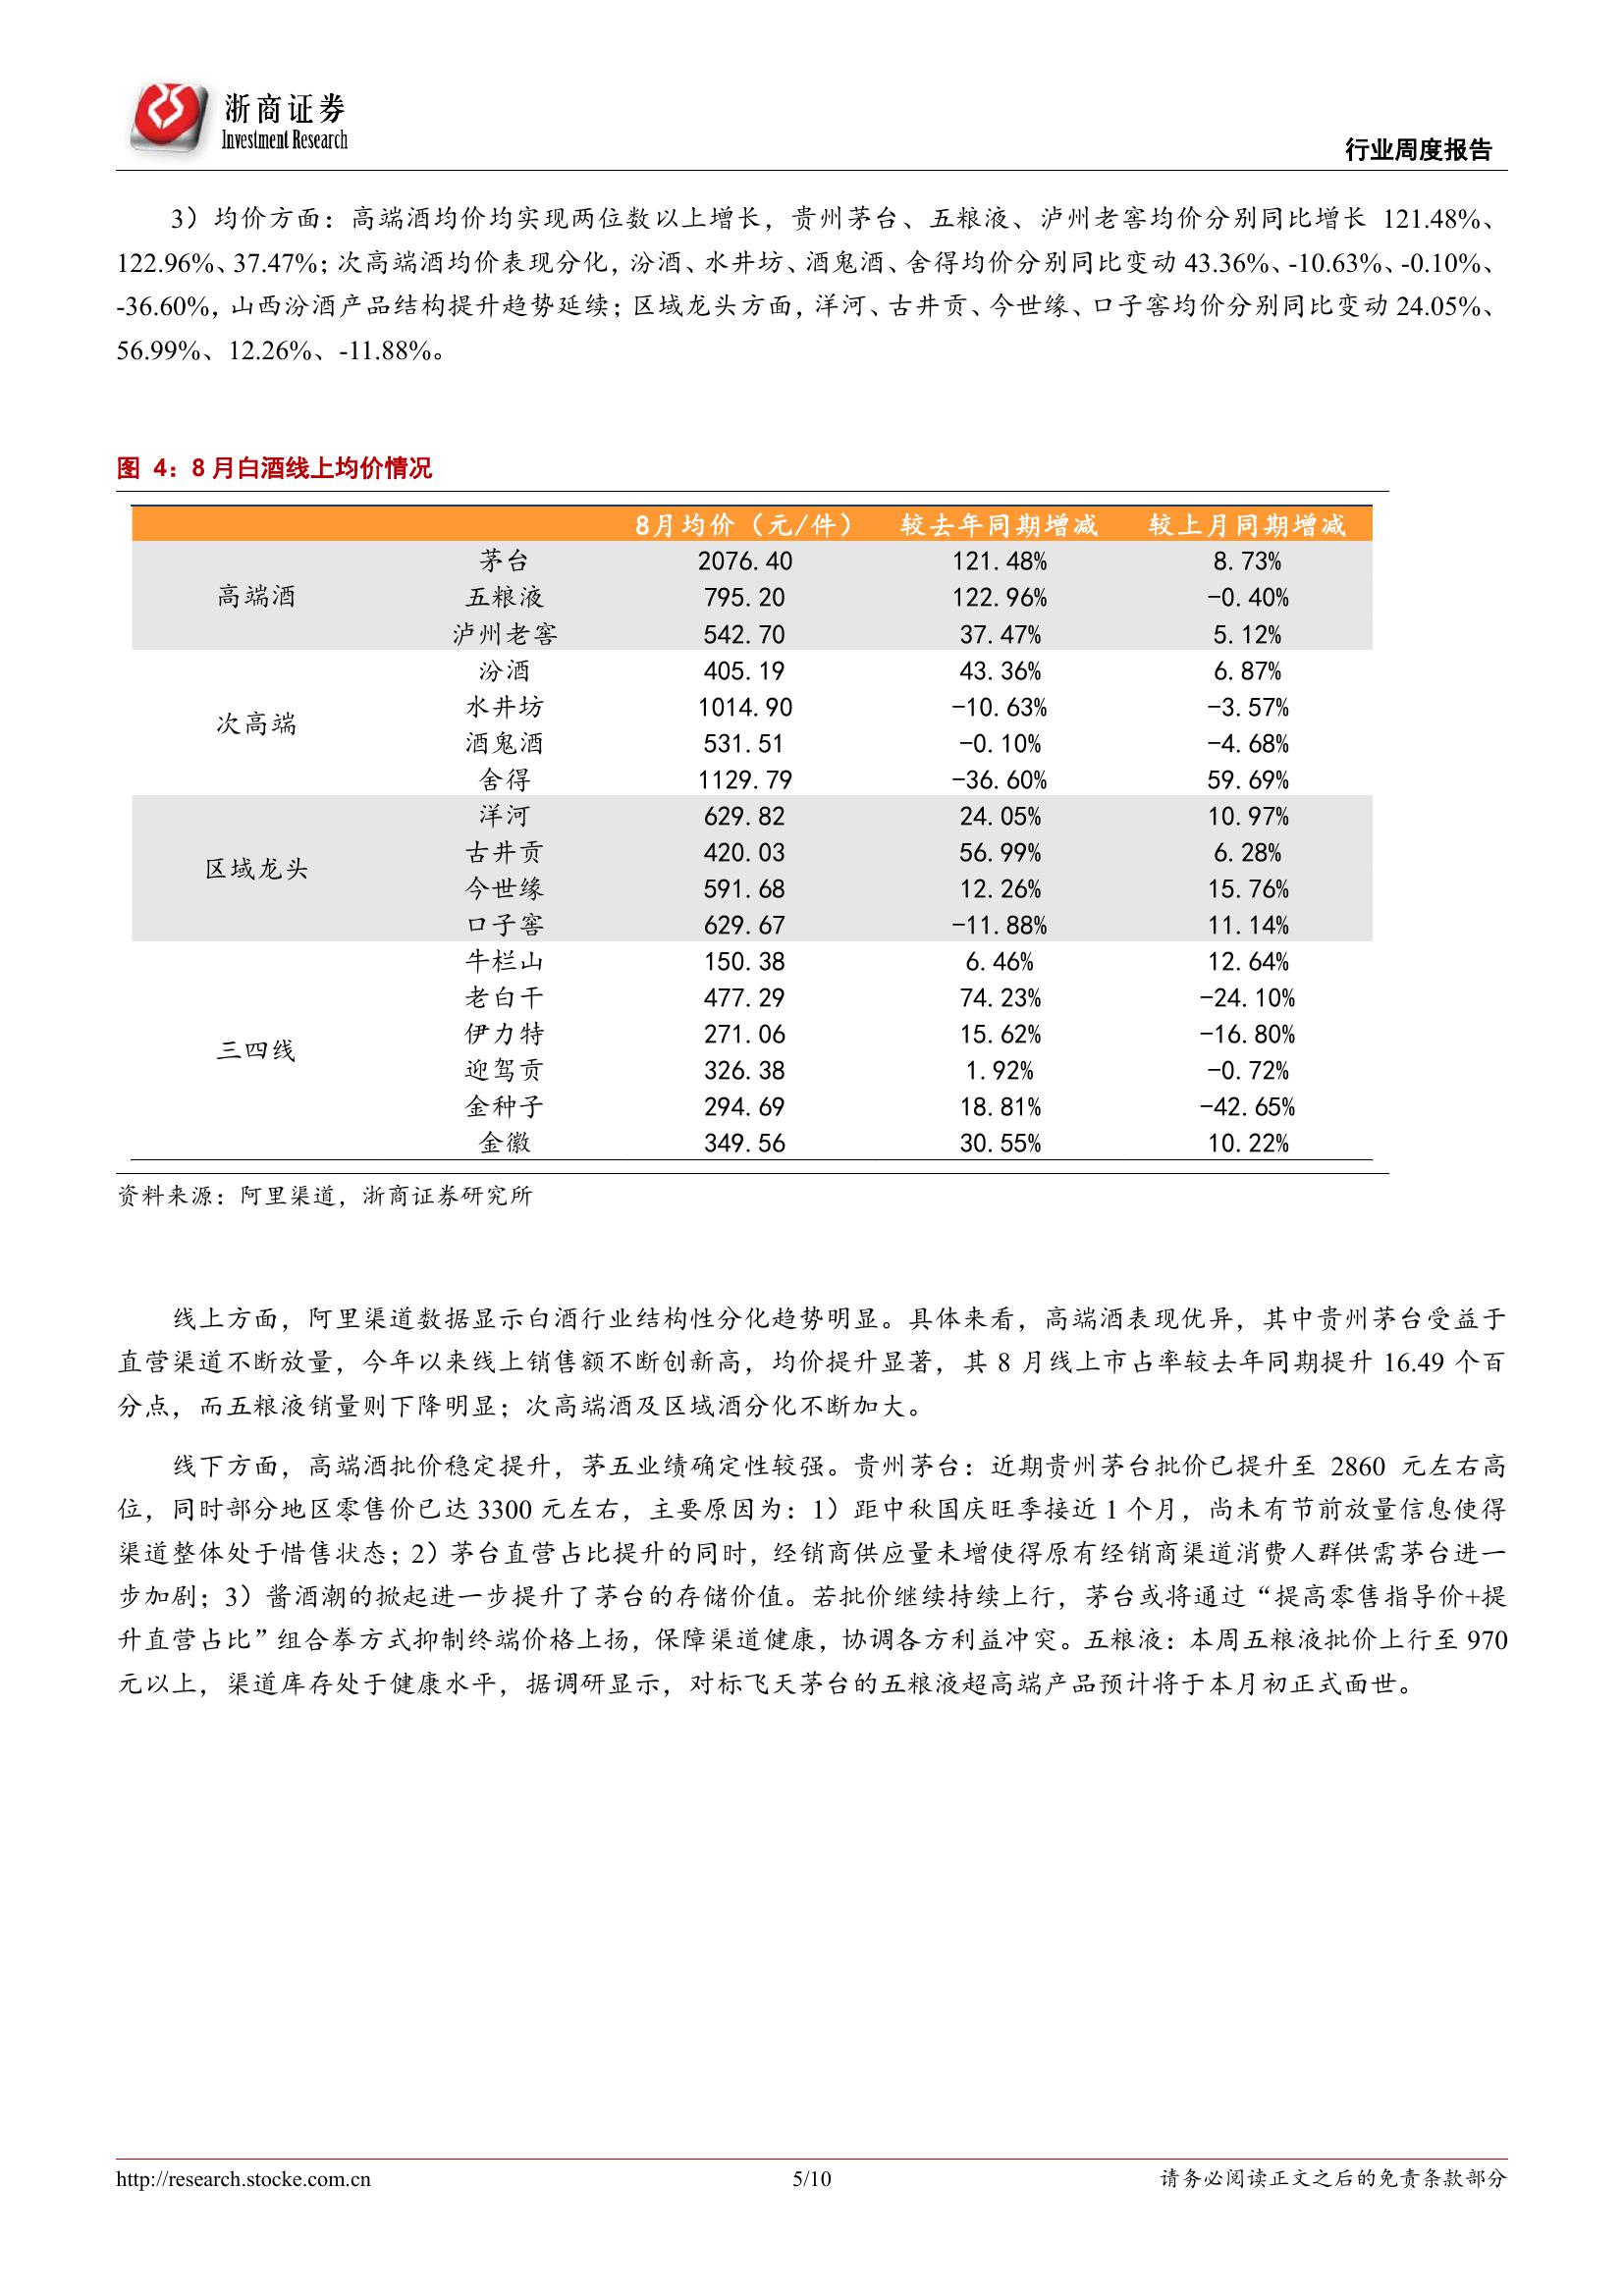 浙商证券
Investment Research
行业周度报告
3）均价方面：高端酒均价均实现两位数以上增长，贵州茅台、五粮液、泸州老窖均价分别同比增长 121.48%、
122.96%、37.47%；次高端酒均价表现分化，汾酒、水井坊、酒鬼酒、舍得均价分别同比变动 43.36%、-10.63%、-0.10%、
-36.60%，山西汾酒产品结构提升趋势延续；区域龙头方面，洋河、古井贡、今世缘、口子窖均价分别同比变动 24.05%、
56.99%、12.26%、-11.88%。
图 4：8 月白酒线上均价情况
8月均价（元/件） 较去年同期增减 较上月同期增减
高端酒 茅台 2076.40 121.48% 8.73%
五粮液 795.20 122.96% -0.40%
泸州老窖 542.70 37.47% 5.12%
次高端 汾酒 405.19 43.36% 6.87%
水井坊 1014.90 -10.63% -3.57%
酒鬼酒 531.51 -0.10% -4.68%
舍得 1129.79 -36.60% 59.69%
区域龙头 洋河 629.82 24.05% 10.97%
古井贡 420.03 56.99% 6.28%
今世缘 591.68 12.26% 15.76%
口子窖 629.67 -11.88% 11.14%
三四线 牛栏山 150.38 6.46% 12.64%
老白干 477.29 74.23% -24.10%
伊力特 271.06 15.62% -16.80%
迎驾贡 326.38 1.92% -0.72%
金种子 294.69 18.81% -42.65%
金徽 349.56 30.55% 10.22%
资料来源：阿里渠道，浙商证券研究所
线上方面，阿里渠道数据显示白酒行业结构性分化趋势明显。具体来看，高端酒表现优异，其中贵州茅台受益于
直营渠道不断放量，今年以来线上销售额不断创新高，均价提升显著，其 8 月线上市占率较去年同期提升 16.49 个百
分点，而五粮液销量则下降明显；次高端酒及区域酒分化不断加大。
线下方面，高端酒批价稳定提升，茅五业绩确定性较强。贵州茅台：近期贵州茅台批价已提升至 2860 元左右高
位，同时部分地区零售价已达 3300 元左右，主要原因为：1）距中秋国庆旺季接近 1 个月，尚未有节前放量信息使得
渠道整体处于惜售状态；2）茅台直营占比提升的同时，经销商供应量未增使得原有经销商渠道消费人群供需茅台进一
步加剧；3）酱酒潮的掀起进一步提升了茅台的存储价值。若批价继续持续上行，茅台或将通过“提高零售指导价+提
升直营占比”组合拳方式抑制终端价格上扬，保障渠道健康，协调各方利益冲突。五粮液：本周五粮液批价上行至 970
元以上，渠道库存处于健康水平，据调研显示，对标飞天茅台的五粮液超高端产品预计将于本月初正式面世。
http://research.stocke.com.cn 5/10 请务必阅读正文之后的免责条款部分